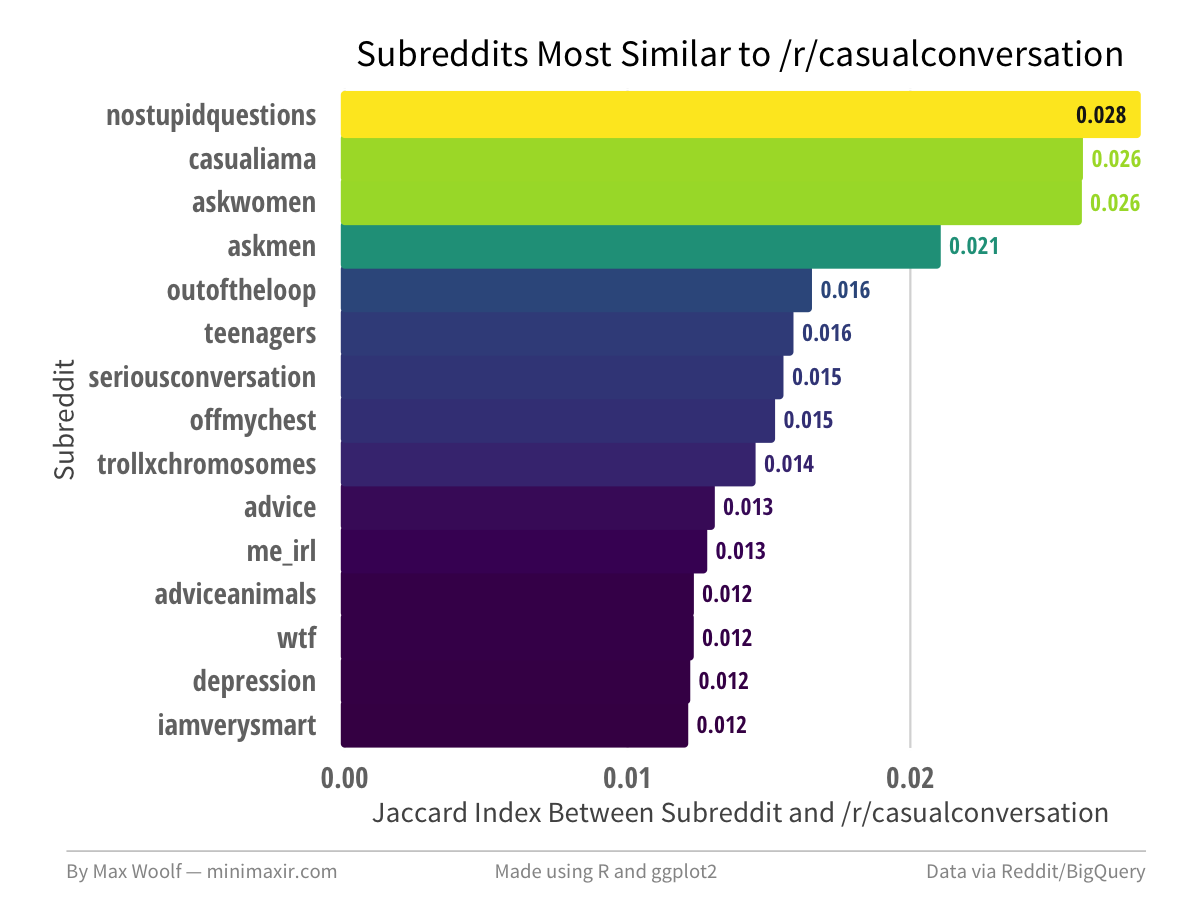 Subreddits Most Similar to /r/casualconversation
nostupidquestions 0.028
casualiama 0.026
askwomen 0.026
askmen 0.021
outoftheloop 0.016
teenagers 0.016
seriousconversation 0.015
offmychest 0.015
trollxchromosomes 0.014
advice 0.013
me_irl 0.013
adviceanimals 0.012
wtf 0.012
depression 0.012
iamverysmart 0.012
Subreddit
0.00 0.01 0.02
Jaccard Index Between Subreddit and /r/casualconversation
By Max Woolf — minimaxir.com Made using R and ggplot2 Data via Reddit/BigQuery